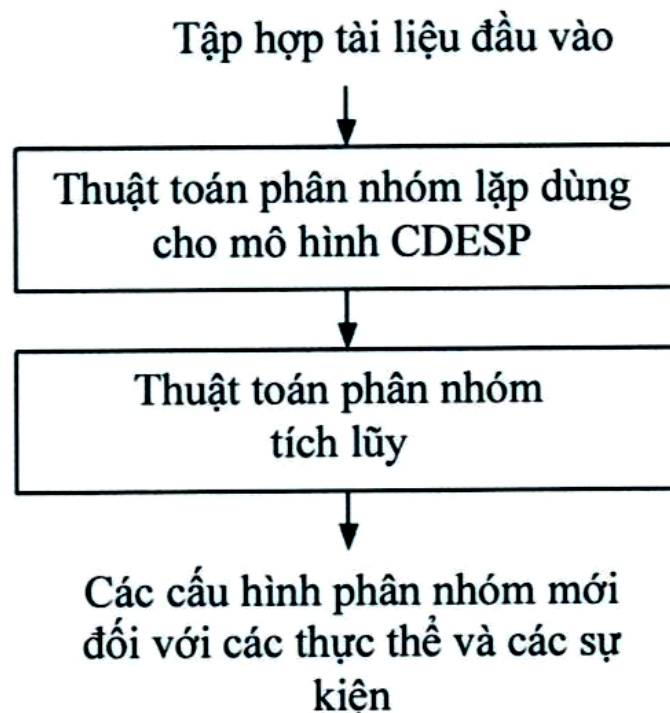 Tập hợp tài liệu đầu vào
Thuật toán phân nhóm lặp dùng
cho mô hình CDESP
Thuật toán phân nhóm
tích lũy
Các cấu hình phân nhóm mới
đối với các thực thể và các sự
kiện